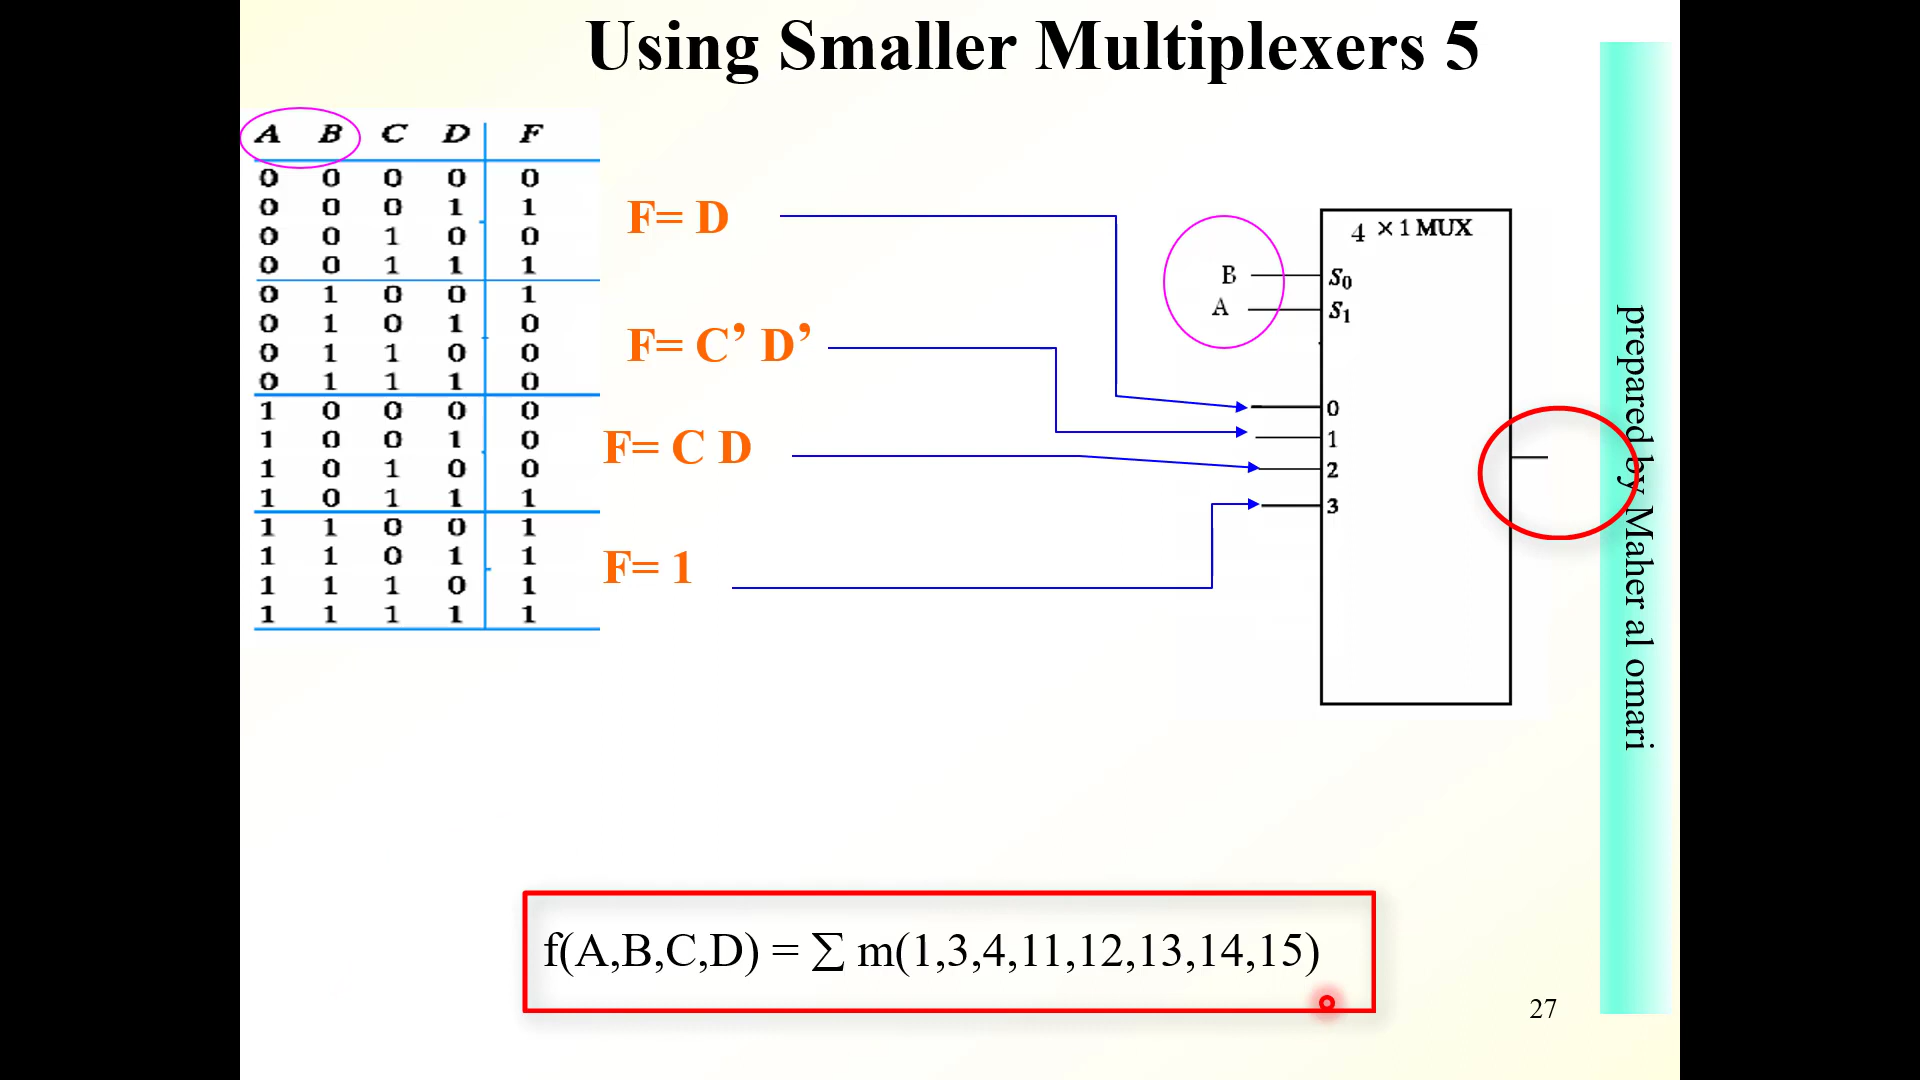 Using Smaller Multiplexers 5
A B C D F
0 0 0 0 0
0 0 0 1 1
0 0 1 0 0
0 0 1 1 1
0 1 0 0 1
0 1 0 1 0
0 1 1 0 0
0 1 1 1 0
1 0 0 0 0
1 0 0 1 0
1 0 1 0 0
1 0 1 1 1
1 1 0 0 1
1 1 0 1 1
1 1 1 0 1
1 1 1 1 1
F= D
F= C’ D’
F= C D
F= 1
4 × 1 MUX
B S0
A S1
0
1
2
3
prepared by Maher al omari
f(A,B,C,D) = ∑ m(1,3,4,11,12,13,14,15)
27